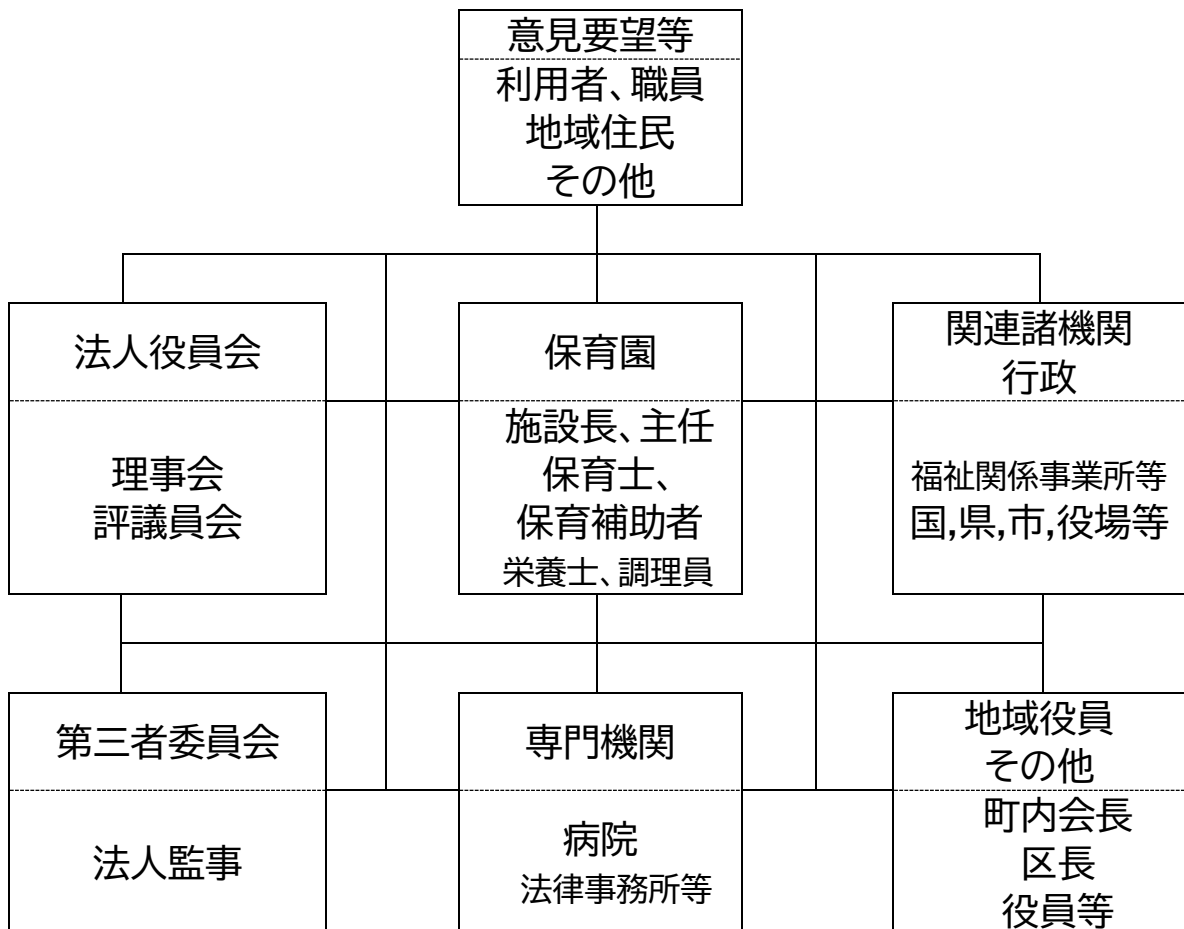 意見要望等
利用者、職員
地域住民
その他
法人役員会
理事会
評議員会
保育園
施設長、主任
保育士、
保育補助者
栄養士、調理員
関連諸機関
行政
福祉関係事業所等
国,県,市,役場等
第三者委員会
法人監事
専門機関
病院
法律事務所等
地域役員
その他
町内会長
区長
役員等